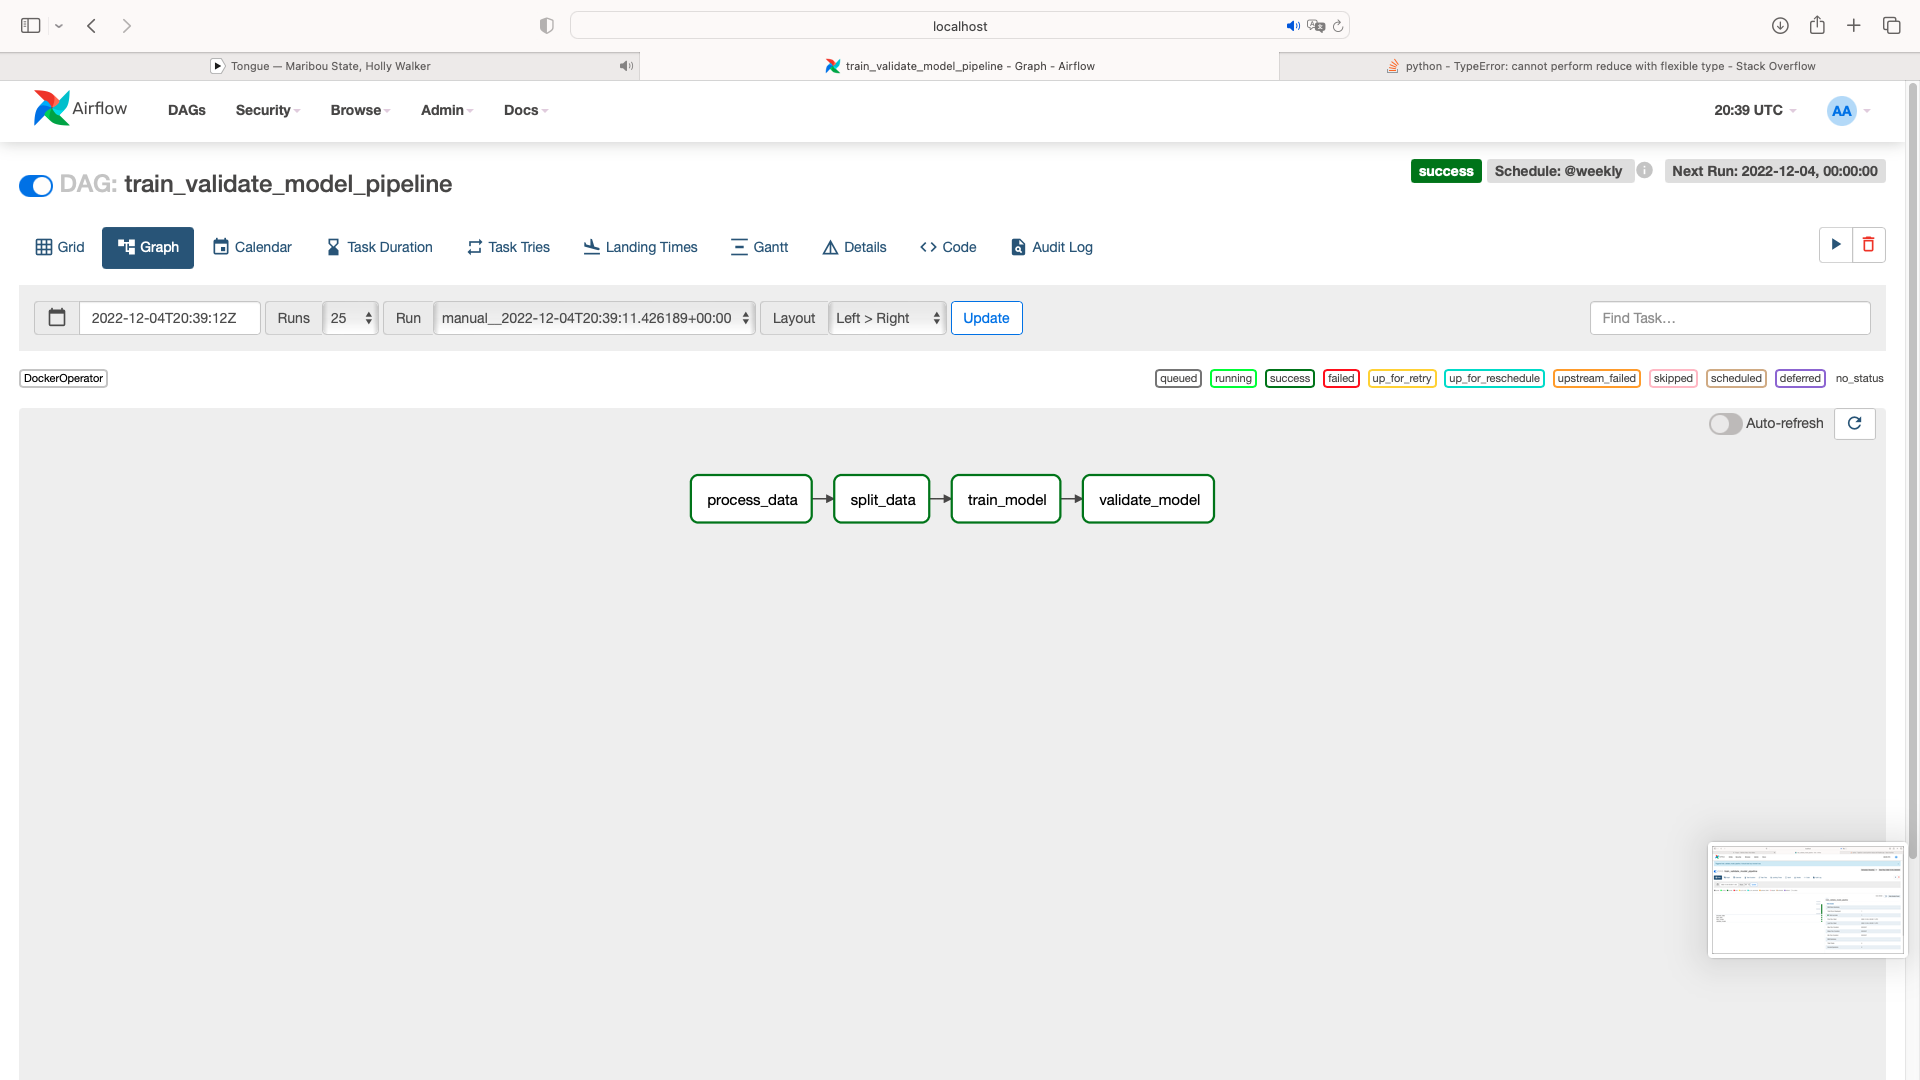 localhost
Tongue — Maribou State, Holly Walker
train_validate_model_pipeline - Graph - Airflow
python - TypeError: cannot perform reduce with flexible type - Stack Overflow
Airflow DAGs Security Browse Admin Docs 20:39 UTC AA
DAG: train_validate_model_pipeline
success Schedule: @weekly Next Run: 2022-12-04, 00:00:00
Grid Graph Calendar Task Duration Task Tries Landing Times Gantt Details Code Audit Log
2022-12-04T20:39:12Z Runs 25 Run manual__2022-12-04T20:39:11.426189+00:00 Layout Left > Right Update Find Task...
DockerOperator queued running success failed up_for_retry up_for_reschedule upstream_failed skipped scheduled deferred no_status
Auto-refresh
process_data split_data train_model validate_model